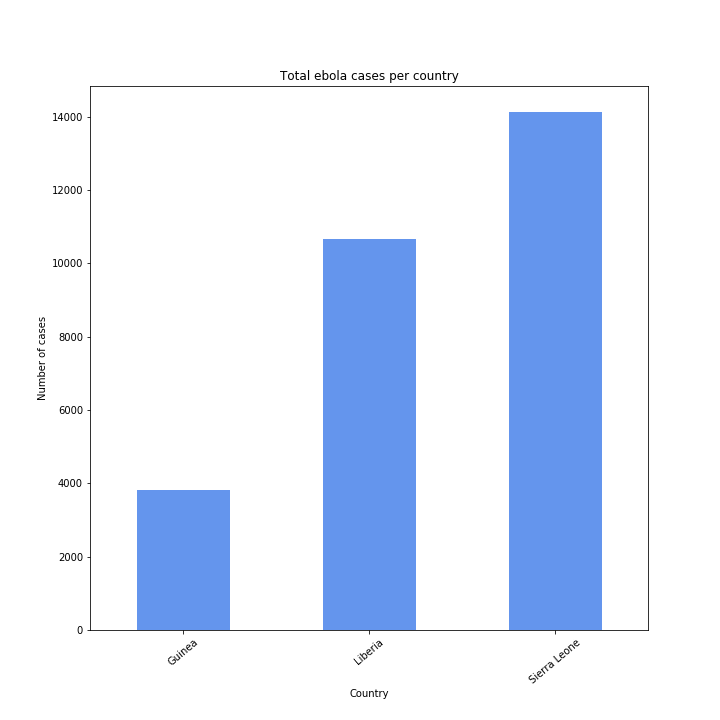 Total ebola cases per country
14000
12000
10000
8000
6000
4000
2000
0
Number of cases
Guinea
Liberia
Sierra Leone
Country